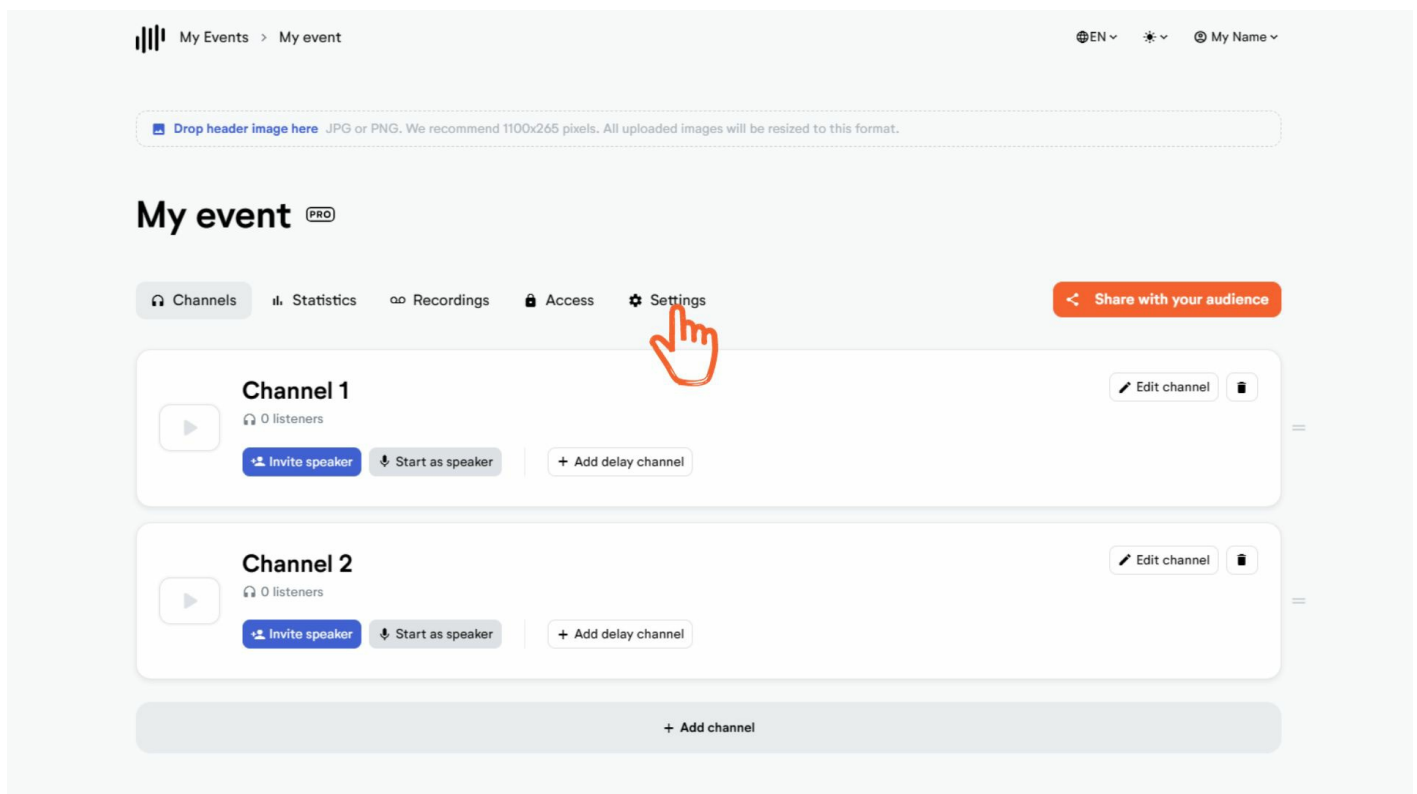 My Events > My event
EN
My Name
Drop header image here JPG or PNG. We recommend 1100x265 pixels. All uploaded images will be resized to this format.
My event PRO
Channels Statistics Recordings Access Settings
Share with your audience
Channel 1
0 listeners
Invite speaker Start as speaker + Add delay channel
Edit channel
Channel 2
0 listeners
Invite speaker Start as speaker + Add delay channel
Edit channel
+ Add channel